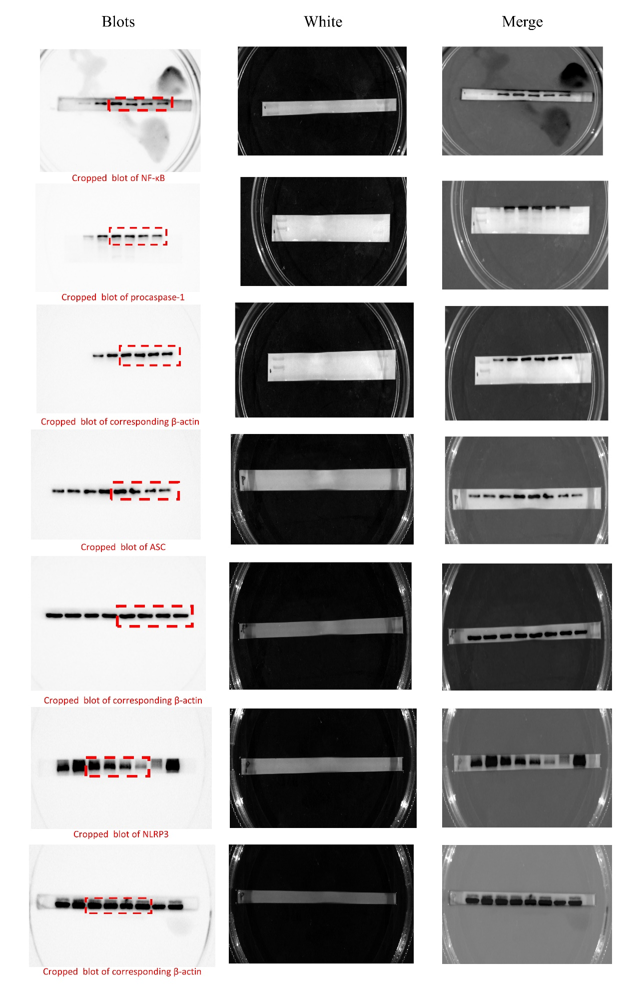 Blots White Merge
Cropped blot of NF-κB
Cropped blot of procaspase-1
Cropped blot of corresponding β-actin
Cropped blot of ASC
Cropped blot of corresponding β-actin
Cropped blot of NLRP3
Cropped blot of corresponding β-actin